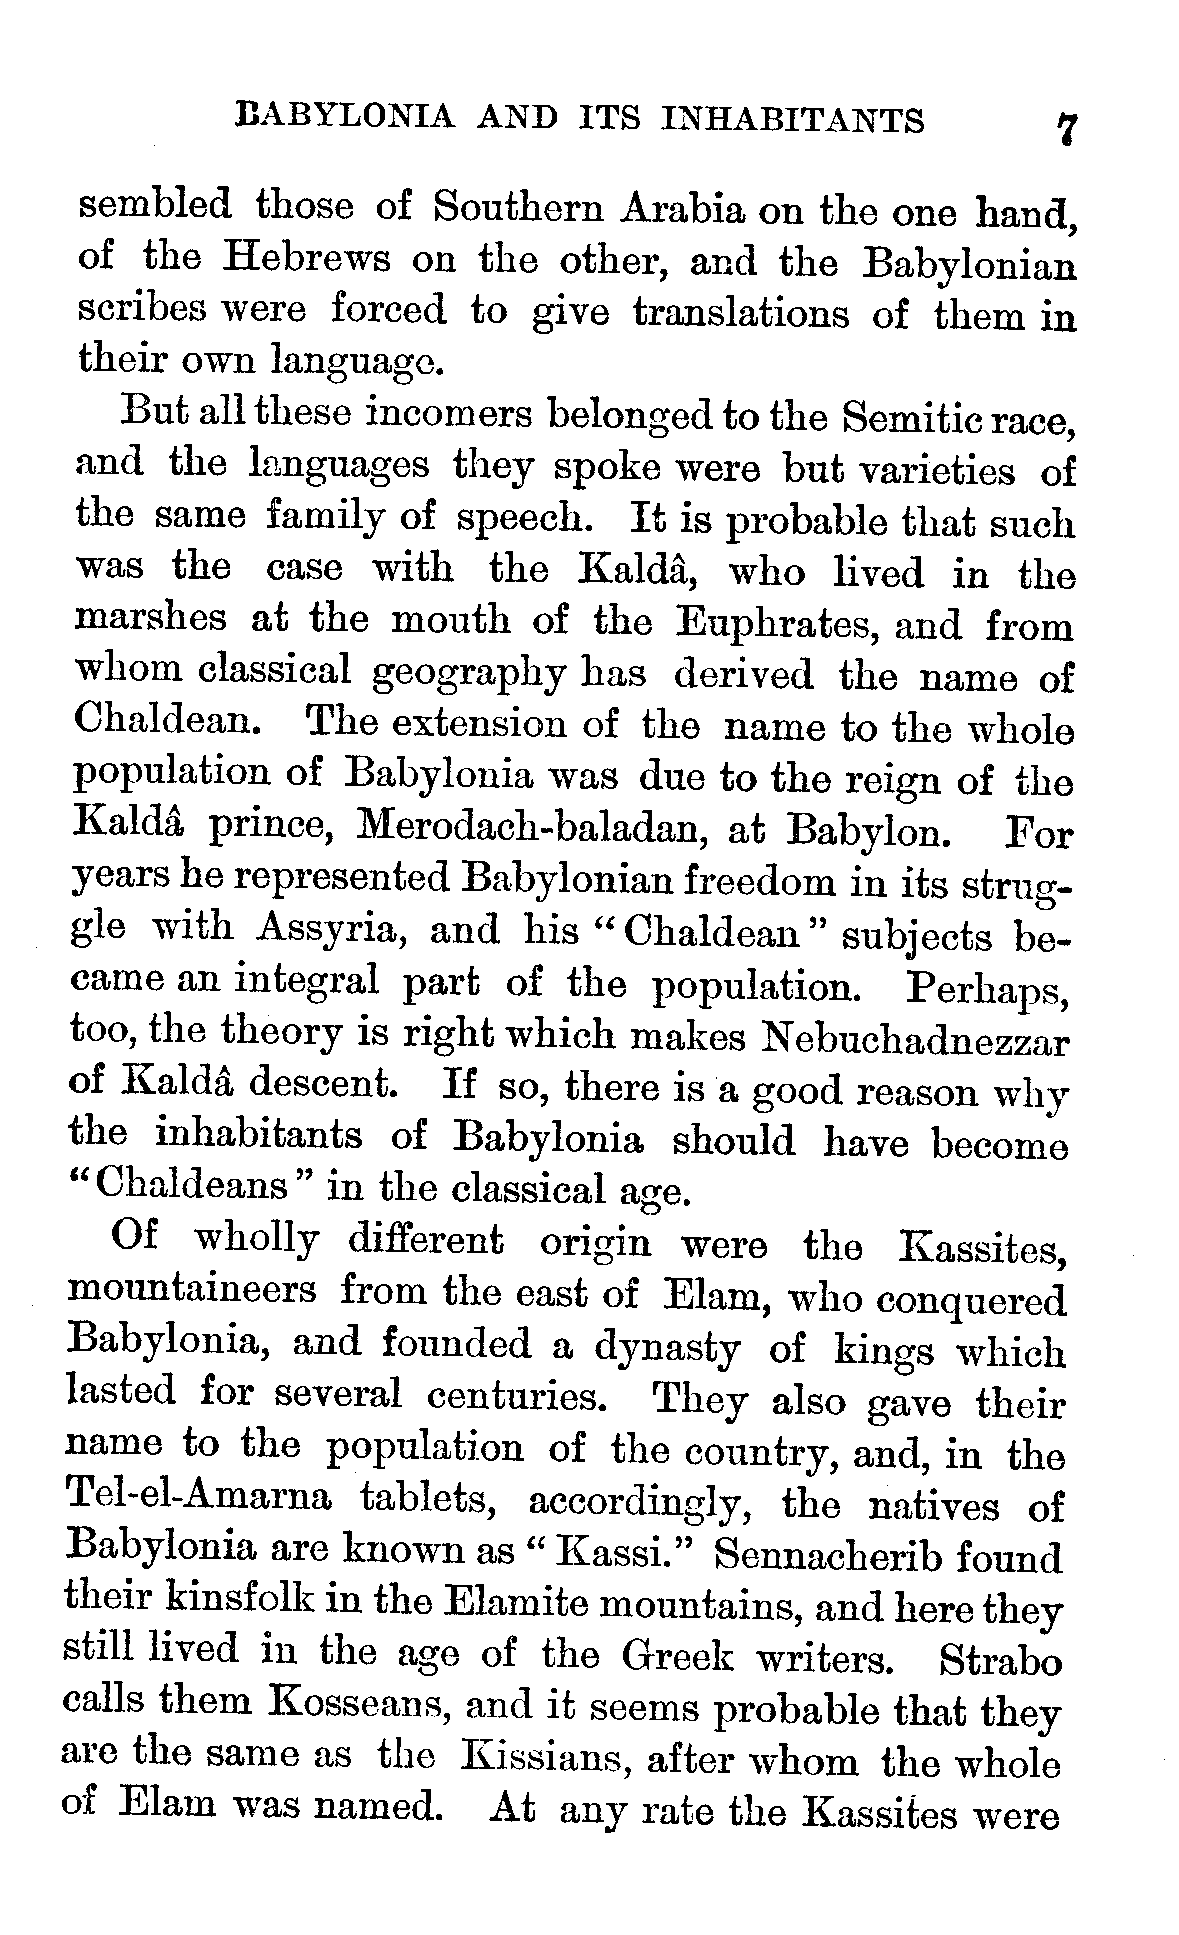 BABYLONIA AND ITS INHABITANTS 7
sembled those of Southern Arabia on the one hand,
of the Hebrews on the other, and the Babylonian
scribes were forced to give translations of them in
their own language.
But all these incomers belonged to the Semitic race,
and the languages they spoke were but varieties of
the same family of speech. It is probable that such
was the case with the Kaldâ, who lived in the
marshes at the mouth of the Euphrates, and from
whom classical geography has derived the name of
Chaldean. The extension of the name to the whole
population of Babylonia was due to the reign of the
Kaldâ prince, Merodach-baladan, at Babylon. For
years he represented Babylonian freedom in its strug-
gle with Assyria, and his “Chaldean” subjects be-
came an integral part of the population. Perhaps,
too, the theory is right which makes Nebuchadnezzar
of Kaldâ descent. If so, there is a good reason why
the inhabitants of Babylonia should have become
“Chaldeans” in the classical age.
Of wholly different origin were the Kassites,
mountaineers from the east of Elam, who conquered
Babylonia, and founded a dynasty of kings which
lasted for several centuries. They also gave their
name to the population of the country, and, in the
Tel-el-Amarna tablets, accordingly, the natives of
Babylonia are known as “Kassi.” Sennacherib found
their kinsfolk in the Elamite mountains, and here they
still lived in the age of the Greek writers. Strabo
calls them Kosseans, and it seems probable that they
are the same as the Kissians, after whom the whole
of Elam was named. At any rate the Kassites were